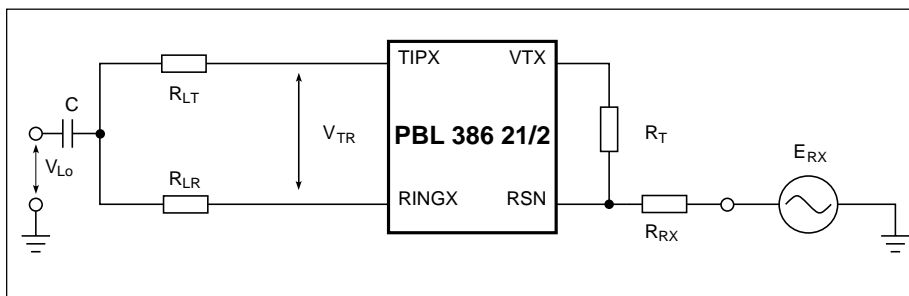 TIPX
VTX
R_LT
C
V_TR
PBL 386 21/2
R_T
V_Lo
E_RX
R_LR
RINGX
RSN
R_RX